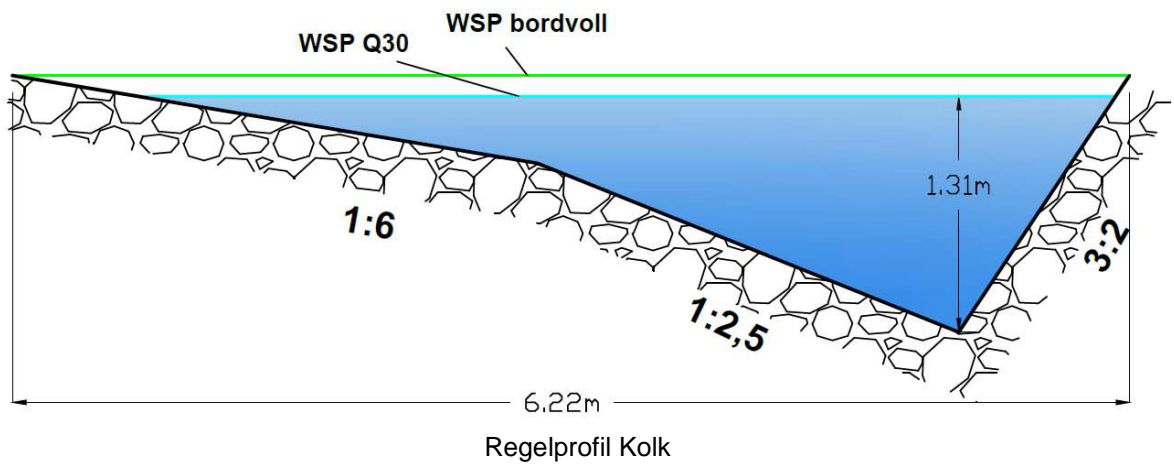 WSP bordvoll
WSP Q30
1.31m
1:6
3:2
1:2,5
6.22m
Regelprofil Kolk